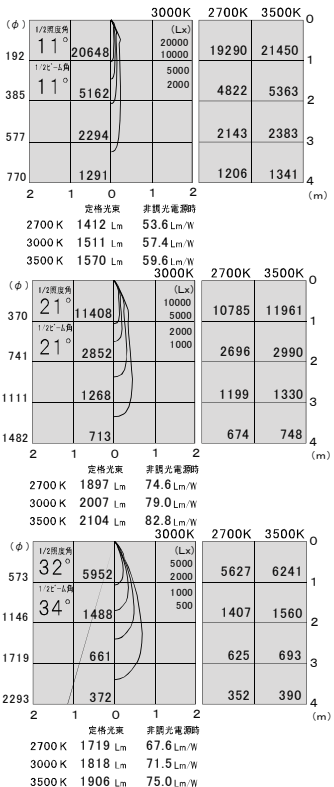 3000K 2700K 3500K
(φ) 1/2照度角 11° (Lx) 0
20000
192 20648 10000 19290 21450 1
1/2ビーム角 11° 5000
385 5162 2000 4822 5363 2
577 2294 2143 2383 3
770 1291 1206 1341 4
2 1 0 1 2 (m)
定格光束 非調光電源時
2700K 1412 Lm 53.6 Lm/W
3000K 1511 Lm 57.4 Lm/W
3500K 1570 Lm 59.6 Lm/W
3000K 2700K 3500K
(φ) 1/2照度角 21° (Lx) 0
10000
370 11408 5000 10785 11961 1
1/2ビーム角 21° 2000
741 2852 1000 2696 2990 2
1111 1268 1199 1330 3
1482 713 674 748 4
2 1 0 1 2 (m)
定格光束 非調光電源時
2700K 1897 Lm 74.6 Lm/W
3000K 2007 Lm 79.0 Lm/W
3500K 2104 Lm 82.8 Lm/W
3000K 2700K 3500K
(φ) 1/2照度角 32° (Lx) 0
5000
573 5952 2000 5627 6241 1
1/2ビーム角 34° 1000
1146 1488 500 1407 1560 2
1719 661 625 693 3
2293 372 352 390 4
2 1 0 1 2 (m)
定格光束 非調光電源時
2700K 1719 Lm 67.6 Lm/W
3000K 1818 Lm 71.5 Lm/W
3500K 1906 Lm 75.0 Lm/W